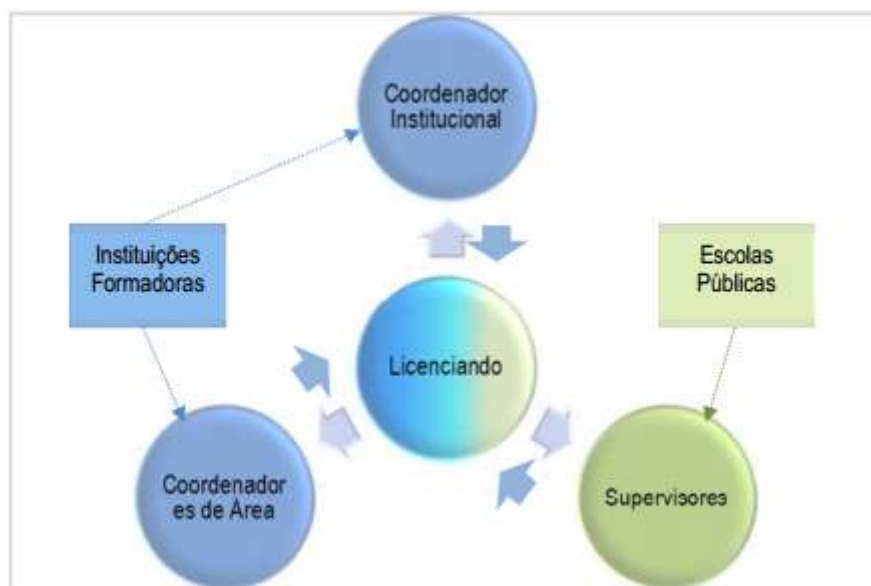 Coordenador
Institucional
Instituições
Formadoras
Escolas
Públicas
Licenciando
Coordenador
es de Área
Supervisores